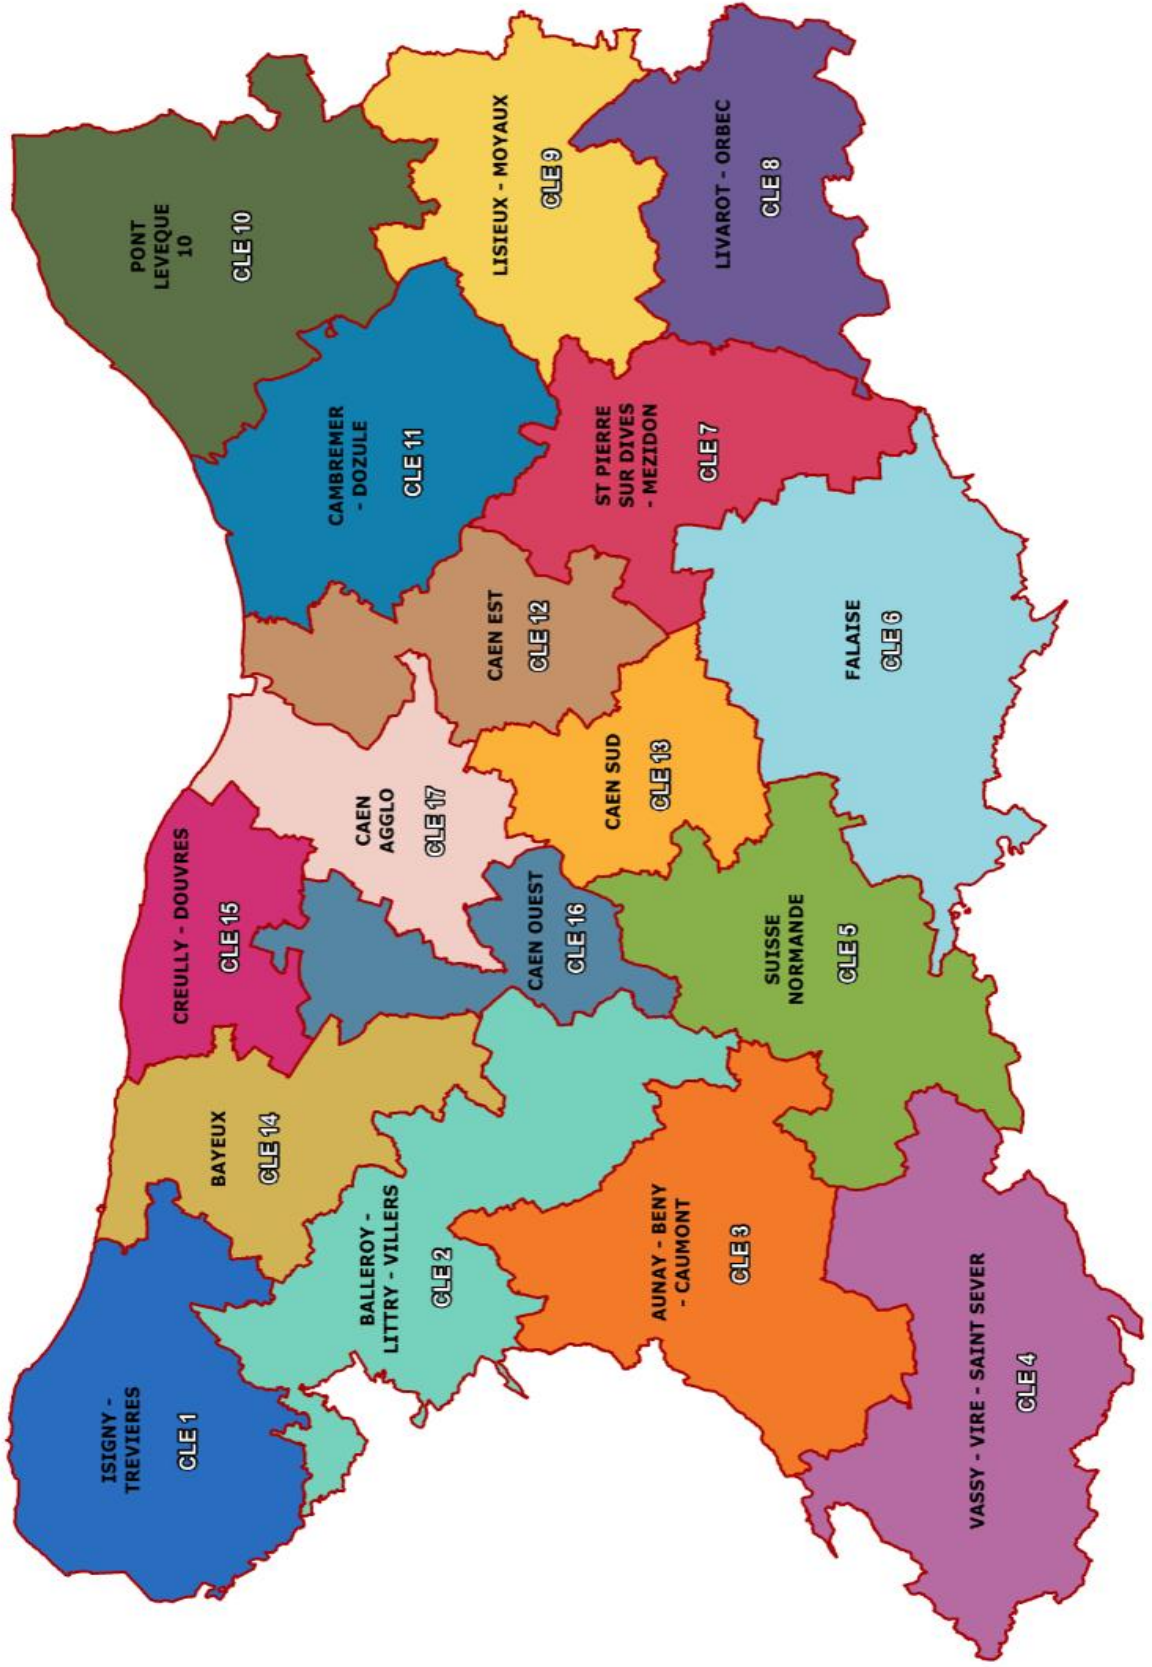 ISIGNY -
TREVIERES
CLE 1
BAYEUX
CLE 14
CREULLY - DOUVRES
CLE 15
BALLEROY -
LITTRY - VILLERS
CLE 2
CAEN
AGGLO
CLE 17
CAEN OUEST
CLE 16
CAMBREMER
- DOZULE
CLE 11
PONT
LEVEQUE
10
CLE 10
CAEN EST
CLE 12
LISIEUX - MOYAUX
CLE 9
CAEN SUD
CLE 13
ST PIERRE
SUR DIVES
- MEZIDON
CLE 7
AUNAY - BENY
- CAUMONT
CLE 3
SUISSE
NORMANDE
CLE 5
LIVAROT - ORBEC
CLE 8
FALAISE
CLE 6
VASSY - VIRE - SAINT SEVER
CLE 4